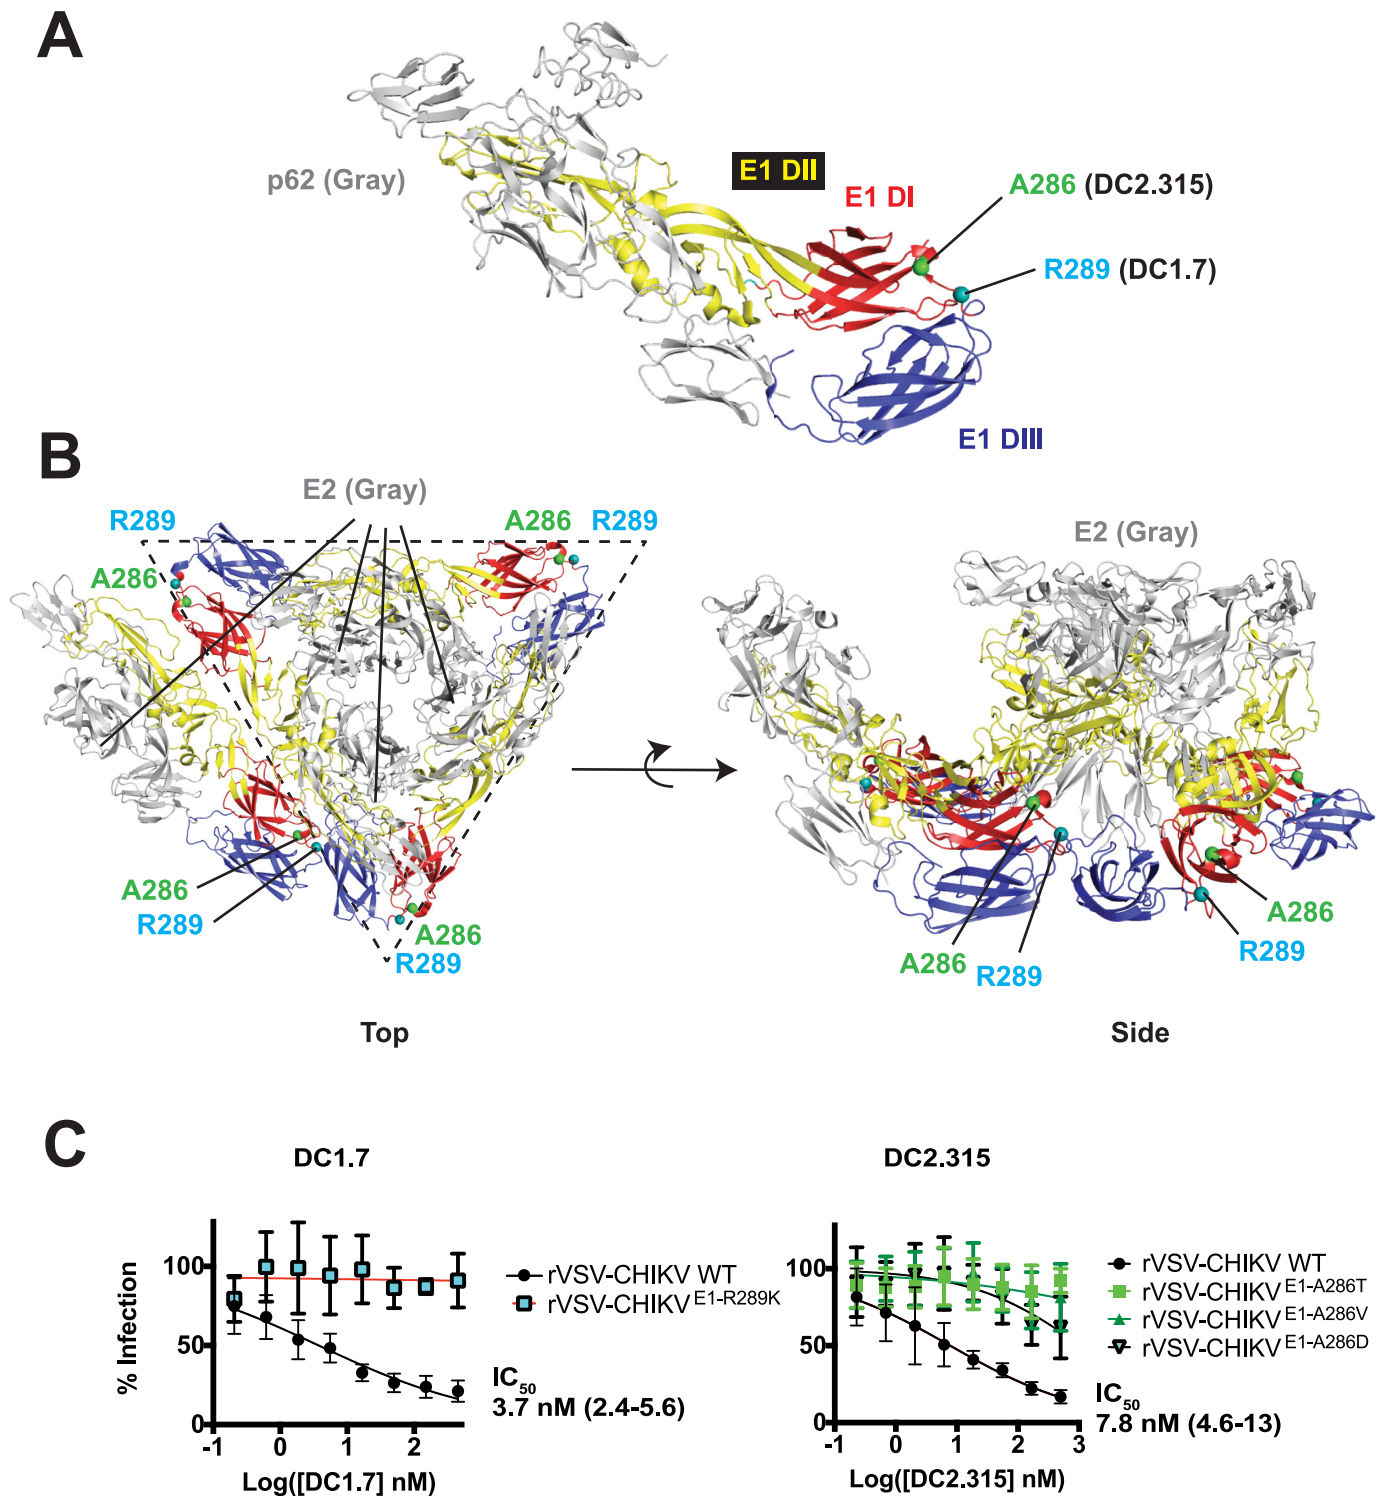 A
p62 (Gray)
E1 DII
E1 DI
A286 (DC2.315)
R289 (DC1.7)
E1 DIII
B
E2 (Gray)
R289
A286
A286
R289
A286
R289
A286
R289
Top
E2 (Gray)
A286
R289
A286
R289
Side
C
DC1.7
% Infection
100
50
0
-1 0 1 2
Log([DC1.7] nM)
rVSV-CHIKV WT
rVSV-CHIKV E1-R289K
IC50
3.7 nM (2.4-5.6)
DC2.315
100
50
0
-1 0 1 2 3
Log([DC2.315] nM)
rVSV-CHIKV WT
rVSV-CHIKV E1-A286T
rVSV-CHIKV E1-A286V
rVSV-CHIKV E1-A286D
IC50
7.8 nM (4.6-13)